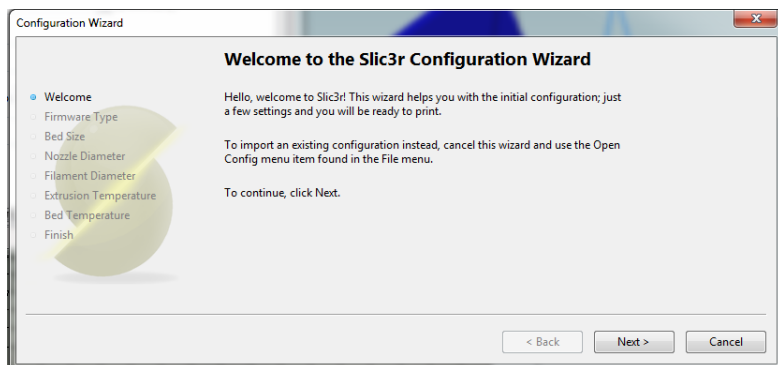 Configuration Wizard
Welcome to the Slic3r Configuration Wizard
Welcome
Firmware Type
Bed Size
Nozzle Diameter
Filament Diameter
Extrusion Temperature
Bed Temperature
Finish
Hello, welcome to Slic3r! This wizard helps you with the initial configuration; just
a few settings and you will be ready to print.
To import an existing configuration instead, cancel this wizard and use the Open
Config menu item found in the File menu.
To continue, click Next.
< Back
Next >
Cancel